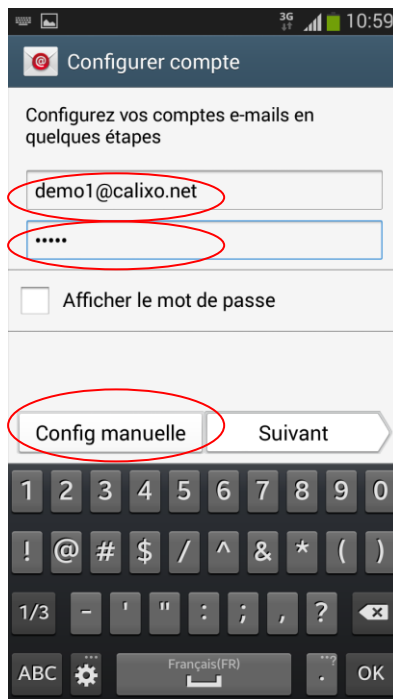 3G 10:59
@ Configurer compte
Configurez vos comptes e-mails en
quelques étapes
demo1@calixo.net
•••••
Afficher le mot de passe
Config manuelle Suivant
1 2 3 4 5 6 7 8 9 0
! @ # $ / ^ & * ( )
1/3 - ' " : ; , ? 
ABC Français(FR) ...? . OK